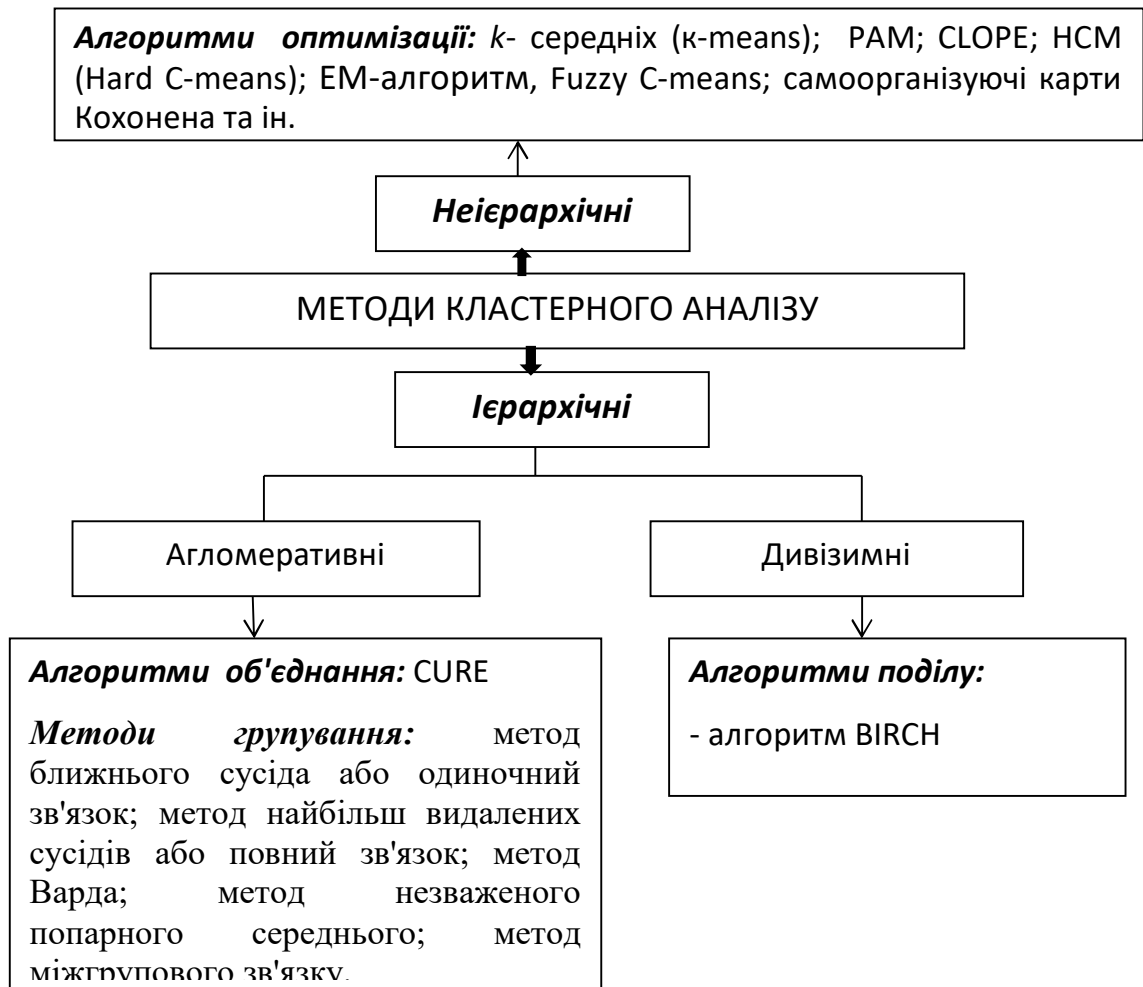 Алгоритми оптимізації: k- середніх (к-means); PAM; CLOPE; HCM
(Hard C-means); EM-алгоритм, Fuzzy C-means; самоорганізуючі карти
Кохонена та ін.
Неієрархічні
МЕТОДИ КЛАСТЕРНОГО АНАЛІЗУ
Ієрархічні
Агломеративні
Дивізимні
Алгоритми об'єднання: CURE
Методи групування: метод
ближнього сусіда або одиночний
зв'язок; метод найбільш видалених
сусідів або повний зв'язок; метод
Варда; метод незваженого
попарного середнього; метод
міжгрупового зв'язку.
Алгоритми поділу:
- алгоритм BIRCH